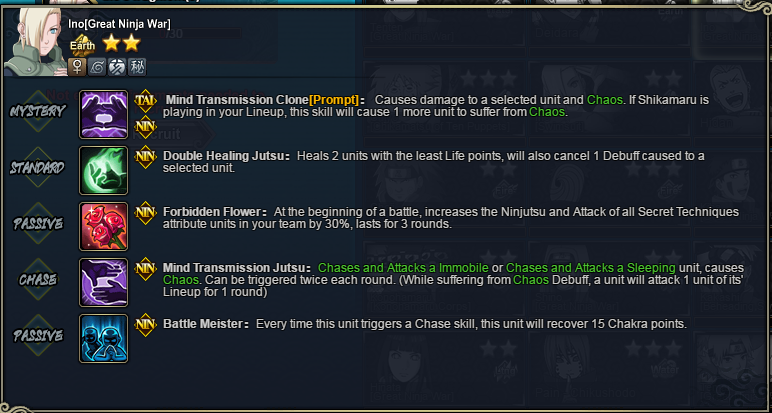 Ino[Great Ninja War]
Earth
秘
MYSTERY
TAI
NIN
Mind Transmission Clone[Prompt]： Causes damage to a selected unit and Chaos. If Shikamaru is
playing in your Lineup, this skill will cause 1 more unit to suffer from Chaos.
STANDARD
NIN
Double Healing Jutsu：Heals 2 units with the least Life points, will also cancel 1 Debuff caused to a
selected unit.
PASSIVE
NIN
Forbidden Flower：At the beginning of a battle, increases the Ninjutsu and Attack of all Secret Techniques
attribute units in your team by 30%, lasts for 3 rounds.
CHASE
NIN
Mind Transmission Jutsu：Chases and Attacks a Immobile or Chases and Attacks a Sleeping unit, causes
Chaos. Can be triggered twice each round. (While suffering from Chaos Debuff, a unit will attack 1 unit of its'
Lineup for 1 round)
PASSIVE
NIN
Battle Meister：Every time this unit triggers a Chase skill, this unit will recover 15 Chakra points.